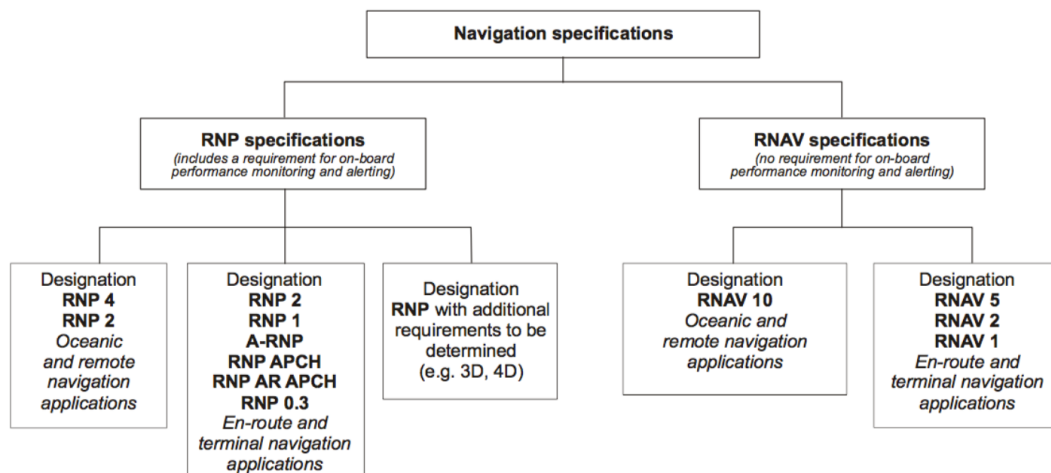 Navigation specifications
RNP specifications
(includes a requirement for on-board
performance monitoring and alerting)
RNAV specifications
(no requirement for on-board
performance monitoring and alerting)
Designation
RNP 4
RNP 2
Oceanic
and remote
navigation
applications
Designation
RNP 2
RNP 1
A-RNP
RNP APCH
RNP AR APCH
RNP 0.3
En-route and
terminal navigation
applications
Designation
RNP with additional
requirements to be
determined
(e.g. 3D, 4D)
Designation
RNAV 10
Oceanic and
remote navigation
applications
Designation
RNAV 5
RNAV 2
RNAV 1
En-route and
terminal navigation
applications